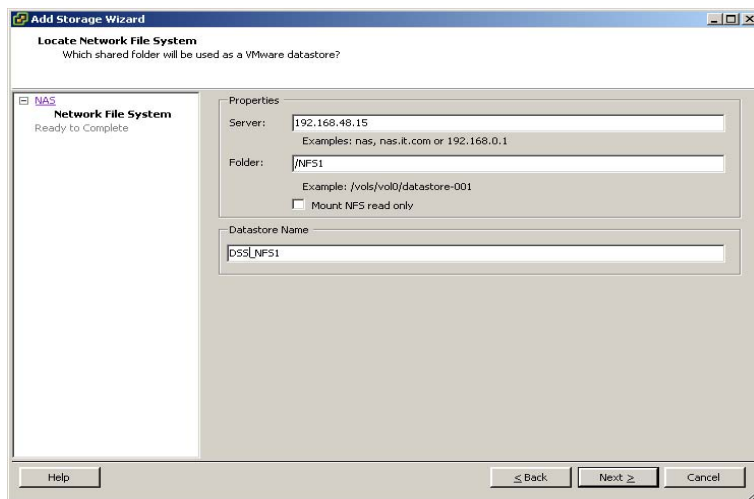 Add Storage Wizard
Locate Network File System
Which shared folder will be used as a VMware datastore?
NAS
Network File System
Ready to Complete
Properties
Server: 192.168.48.15
Examples: nas, nas.it.com or 192.168.0.1
Folder: /NFS1
Example: /vols/vol0/datastore-001
Mount NFS read only
Datastore Name
DSS_NFS1
Help
< Back
Next >
Cancel